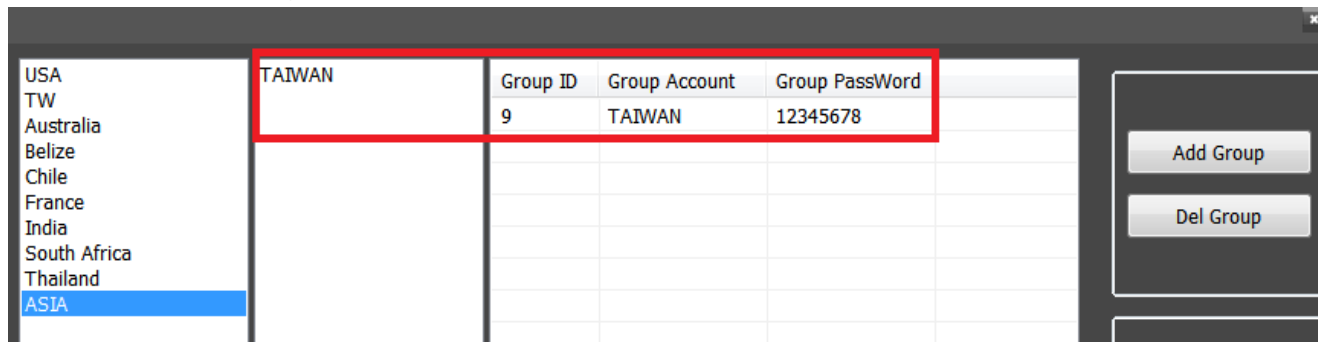 USA
TW
Australia
Belize
Chile
France
India
South Africa
Thailand
ASIA
TAIWAN
Group ID Group Account Group PassWord
9 TAIWAN 12345678
Add Group
Del Group